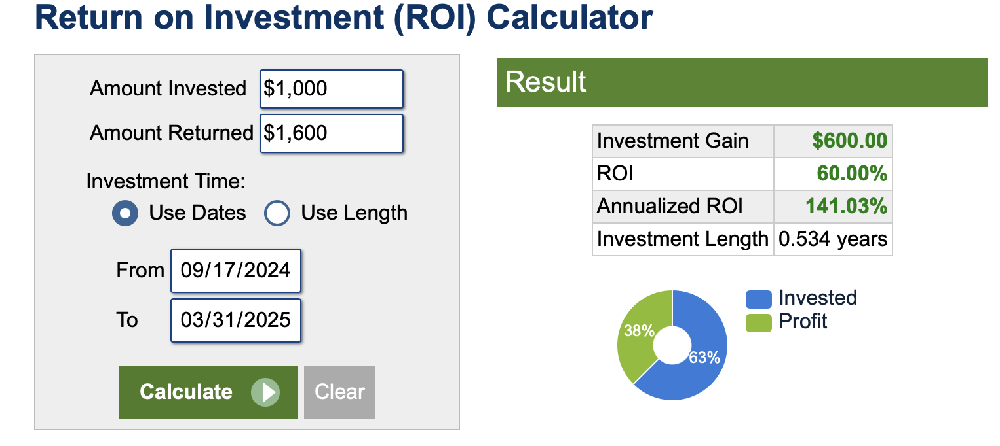 Return on Investment (ROI) Calculator
Amount Invested $1,000
Amount Returned $1,600
Investment Time:
Use Dates Use Length
From 09/17/2024
To 03/31/2025
Calculate Clear
Result
Investment Gain $600.00
ROI 60.00%
Annualized ROI 141.03%
Investment Length 0.534 years
Invested
Profit
38%
63%